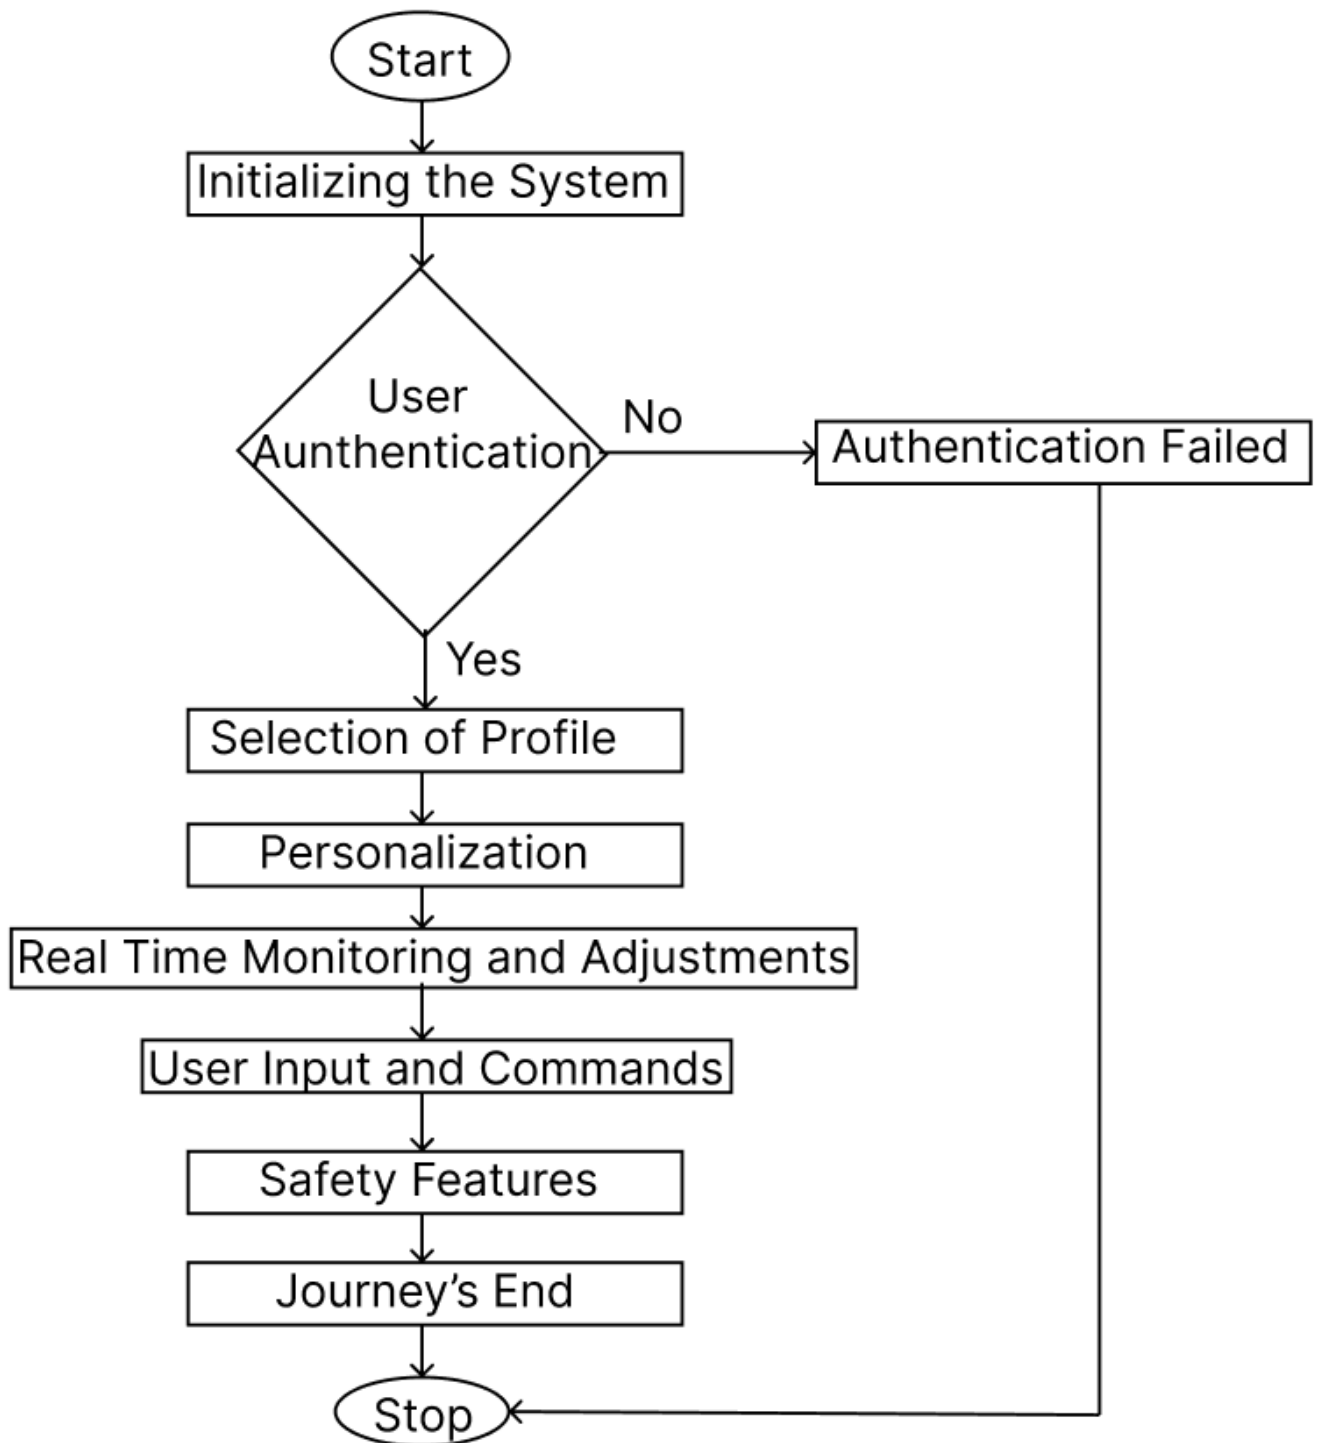 Start
Initializing the System
User
Aunthentication
No
Authentication Failed
Yes
Selection of Profile
Personalization
Real Time Monitoring and Adjustments
User Input and Commands
Safety Features
Journey’s End
Stop